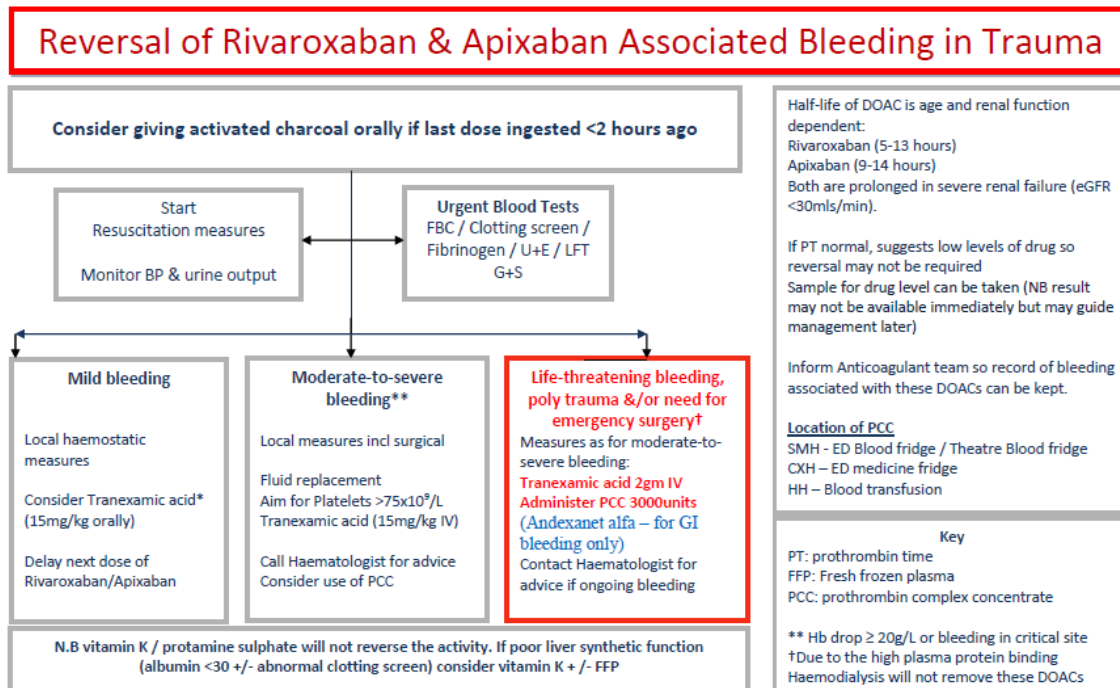 Reversal of Rivaroxaban & Apixaban Associated Bleeding in Trauma
Consider giving activated charcoal orally if last dose ingested <2 hours ago
Start
Resuscitation measures
Monitor BP & urine output
Urgent Blood Tests
FBC / Clotting screen /
Fibrinogen / U+E / LFT
G+S
Mild bleeding
Local haemostatic
measures
Consider Tranexamic acid*
(15mg/kg orally)
Delay next dose of
Rivaroxaban/Apixaban
Moderate-to-severe
bleeding**
Local measures incl surgical
Fluid replacement
Aim for Platelets >75x10⁹/L
Tranexamic acid (15mg/kg IV)
Call Haematologist for advice
Consider use of PCC
Life-threatening bleeding,
poly trauma &/or need for
emergency surgery†
Measures as for moderate-to-
severe bleeding:
Tranexamic acid 2gm IV
Administer PCC 3000units
(Andexanet alfa – for GI
bleeding only)
Contact Haematologist for
advice if ongoing bleeding
N.B vitamin K / protamine sulphate will not reverse the activity. If poor liver synthetic function
(albumin <30 +/- abnormal clotting screen) consider vitamin K + /- FFP
Half-life of DOAC is age and renal function
dependent:
Rivaroxaban (5-13 hours)
Apixaban (9-14 hours)
Both are prolonged in severe renal failure (eGFR
<30mls/min).
If PT normal, suggests low levels of drug so
reversal may not be required
Sample for drug level can be taken (NB result
may not be available immediately but may guide
management later)
Inform Anticoagulant team so record of bleeding
associated with these DOACs can be kept.
Location of PCC
SMH - ED Blood fridge / Theatre Blood fridge
CXH – ED medicine fridge
HH – Blood transfusion
Key
PT: prothrombin time
FFP: Fresh frozen plasma
PCC: prothrombin complex concentrate
** Hb drop ≥ 20g/L or bleeding in critical site
†Due to the high plasma protein binding
Haemodialysis will not remove these DOACs